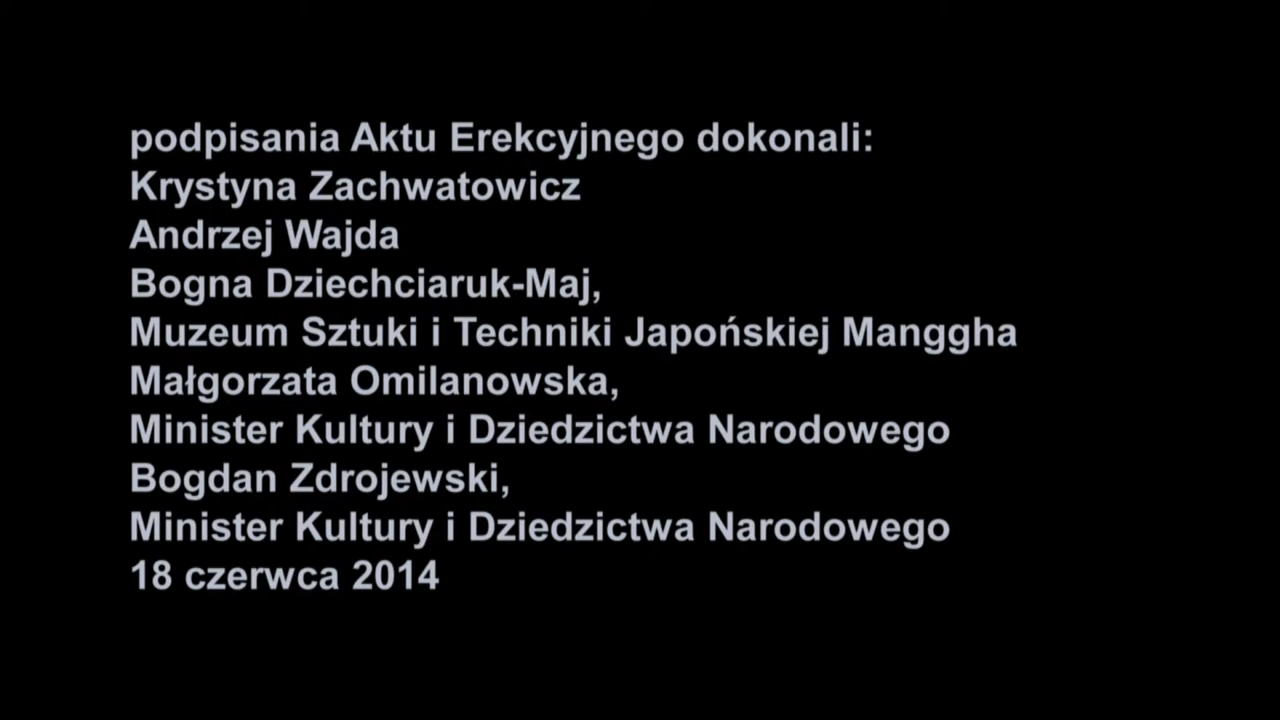 podpisania Aktu Erekcyjnego dokonali:
Krystyna Zachwatowicz
Andrzej Wajda
Bogna Dziechciaruk-Maj,
Muzeum Sztuki i Techniki Japońskiej Manggha
Małgorzata Omilanowska,
Minister Kultury i Dziedzictwa Narodowego
Bogdan Zdrojewski,
Minister Kultury i Dziedzictwa Narodowego
18 czerwca 2014